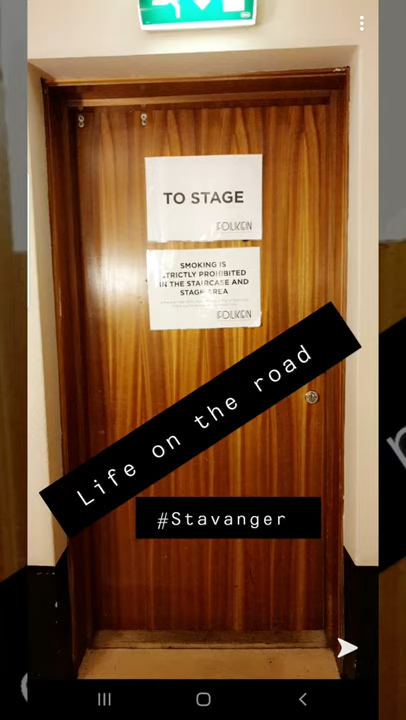 TO STAGE
FOLKEN
SMOKING IS
STRICTLY PROHIBITED
IN THE STAIRCASE AND
STAGE AREA
FOLKEN
Life on the road
#Stavanger